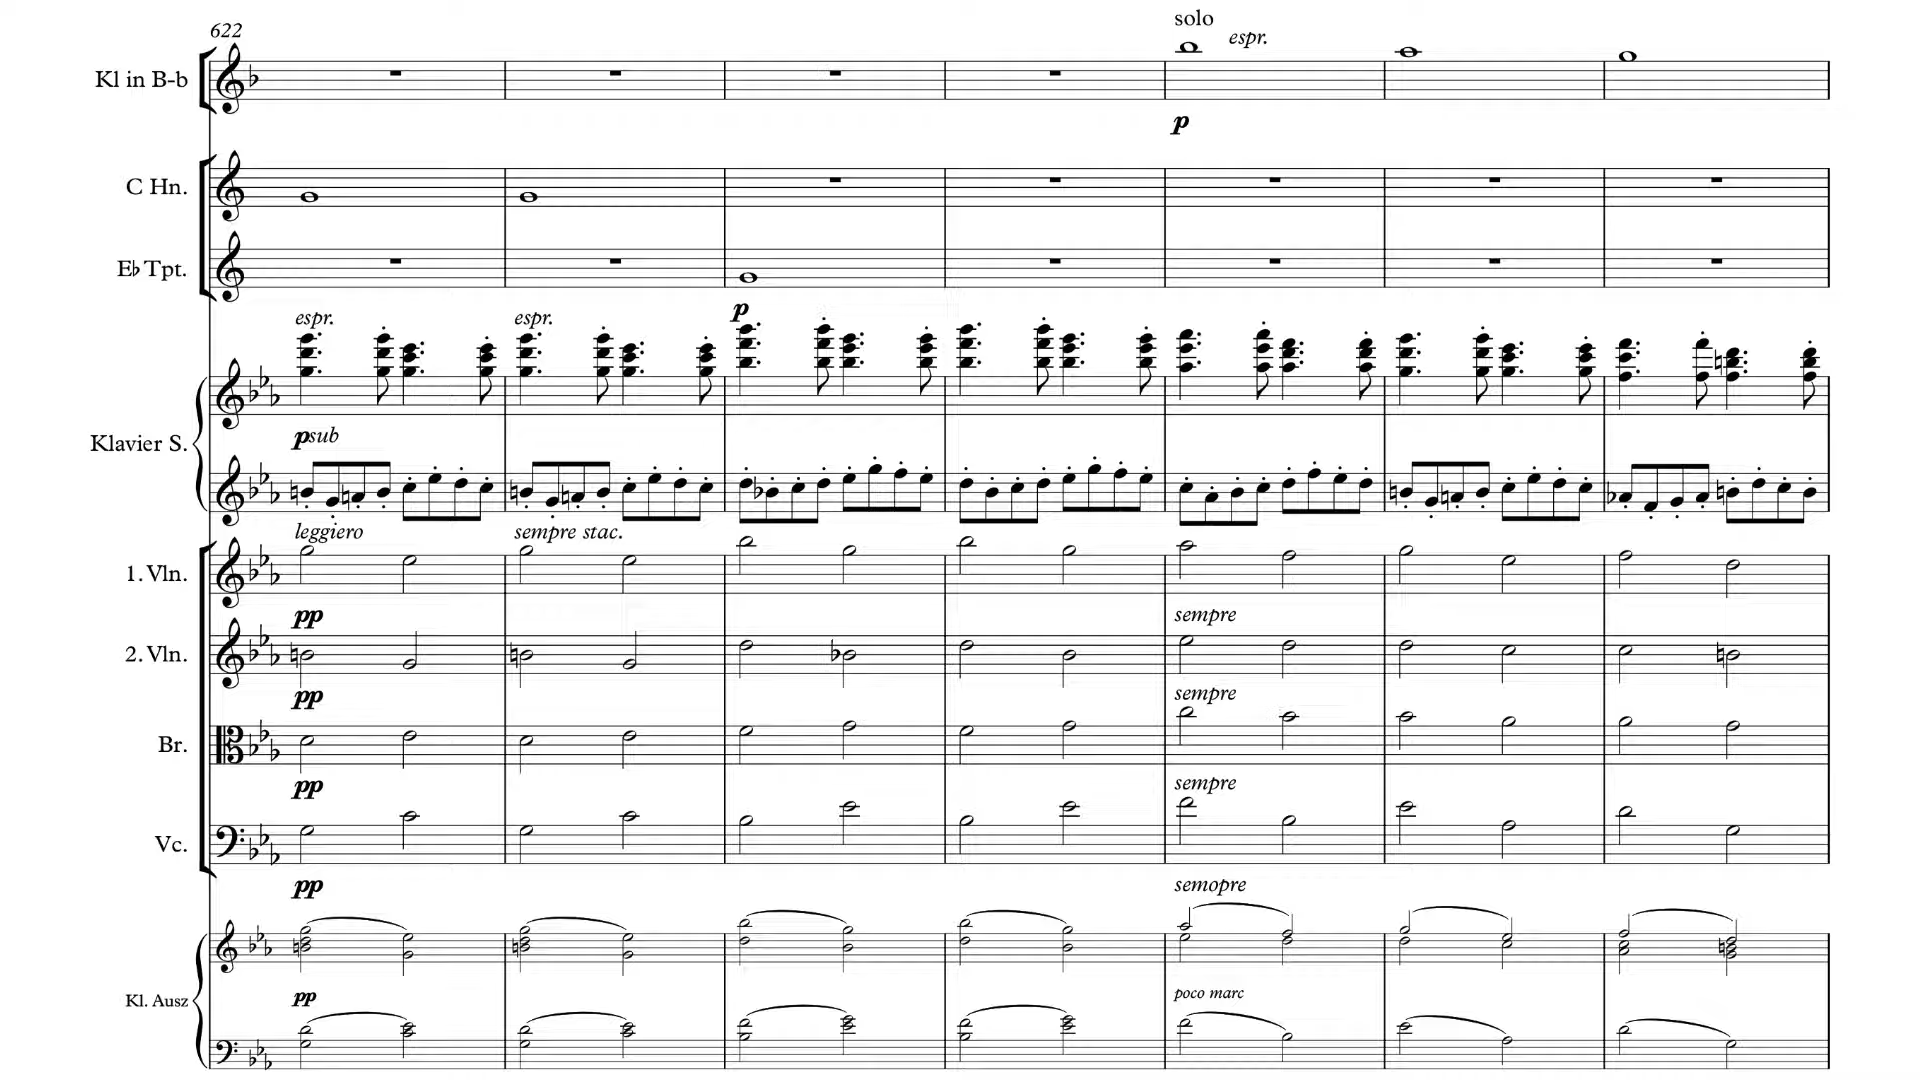 solo
622
espr.
Kl in B-b
p
C Hn.
E♭ Tpt.
p
espr. espr.
psub
Klavier S.
leggiero sempre stac.
1. Vln.
pp sempre
2. Vln.
pp sempre
Br.
pp sempre
Vc.
pp semopre
pp poco marc
Kl. Ausz